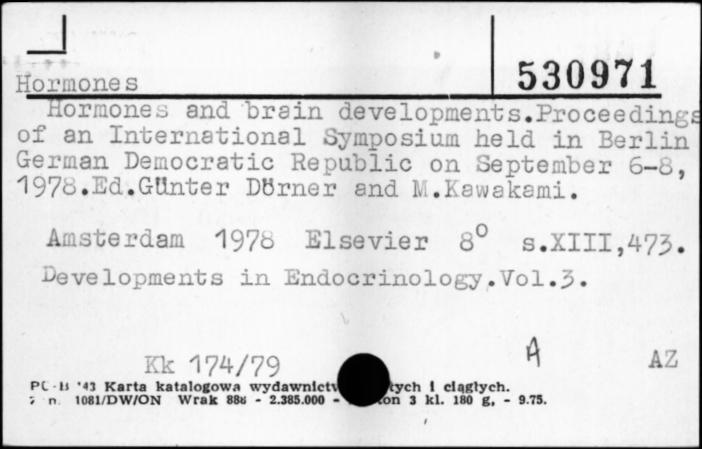 530971
Hormones
Hormones and brain developments.Proceedings
of an International Symposium held in Berlin
German Democratic Republic on September 6-8,
1978.Ed.Günter Dörner and M.Kawakami.
Amsterdam 1978 Elsevier 8° s.XIII,473.
Developments in Endocrinology.Vol.3.
A
Kk 174/79 AZ
'43 Karta katalogowa wydawnictw tych i ciągłych.
1081/DW/ON Wrak 888 - 2.385.000 - 3 kl. 180 g, - 9.75.